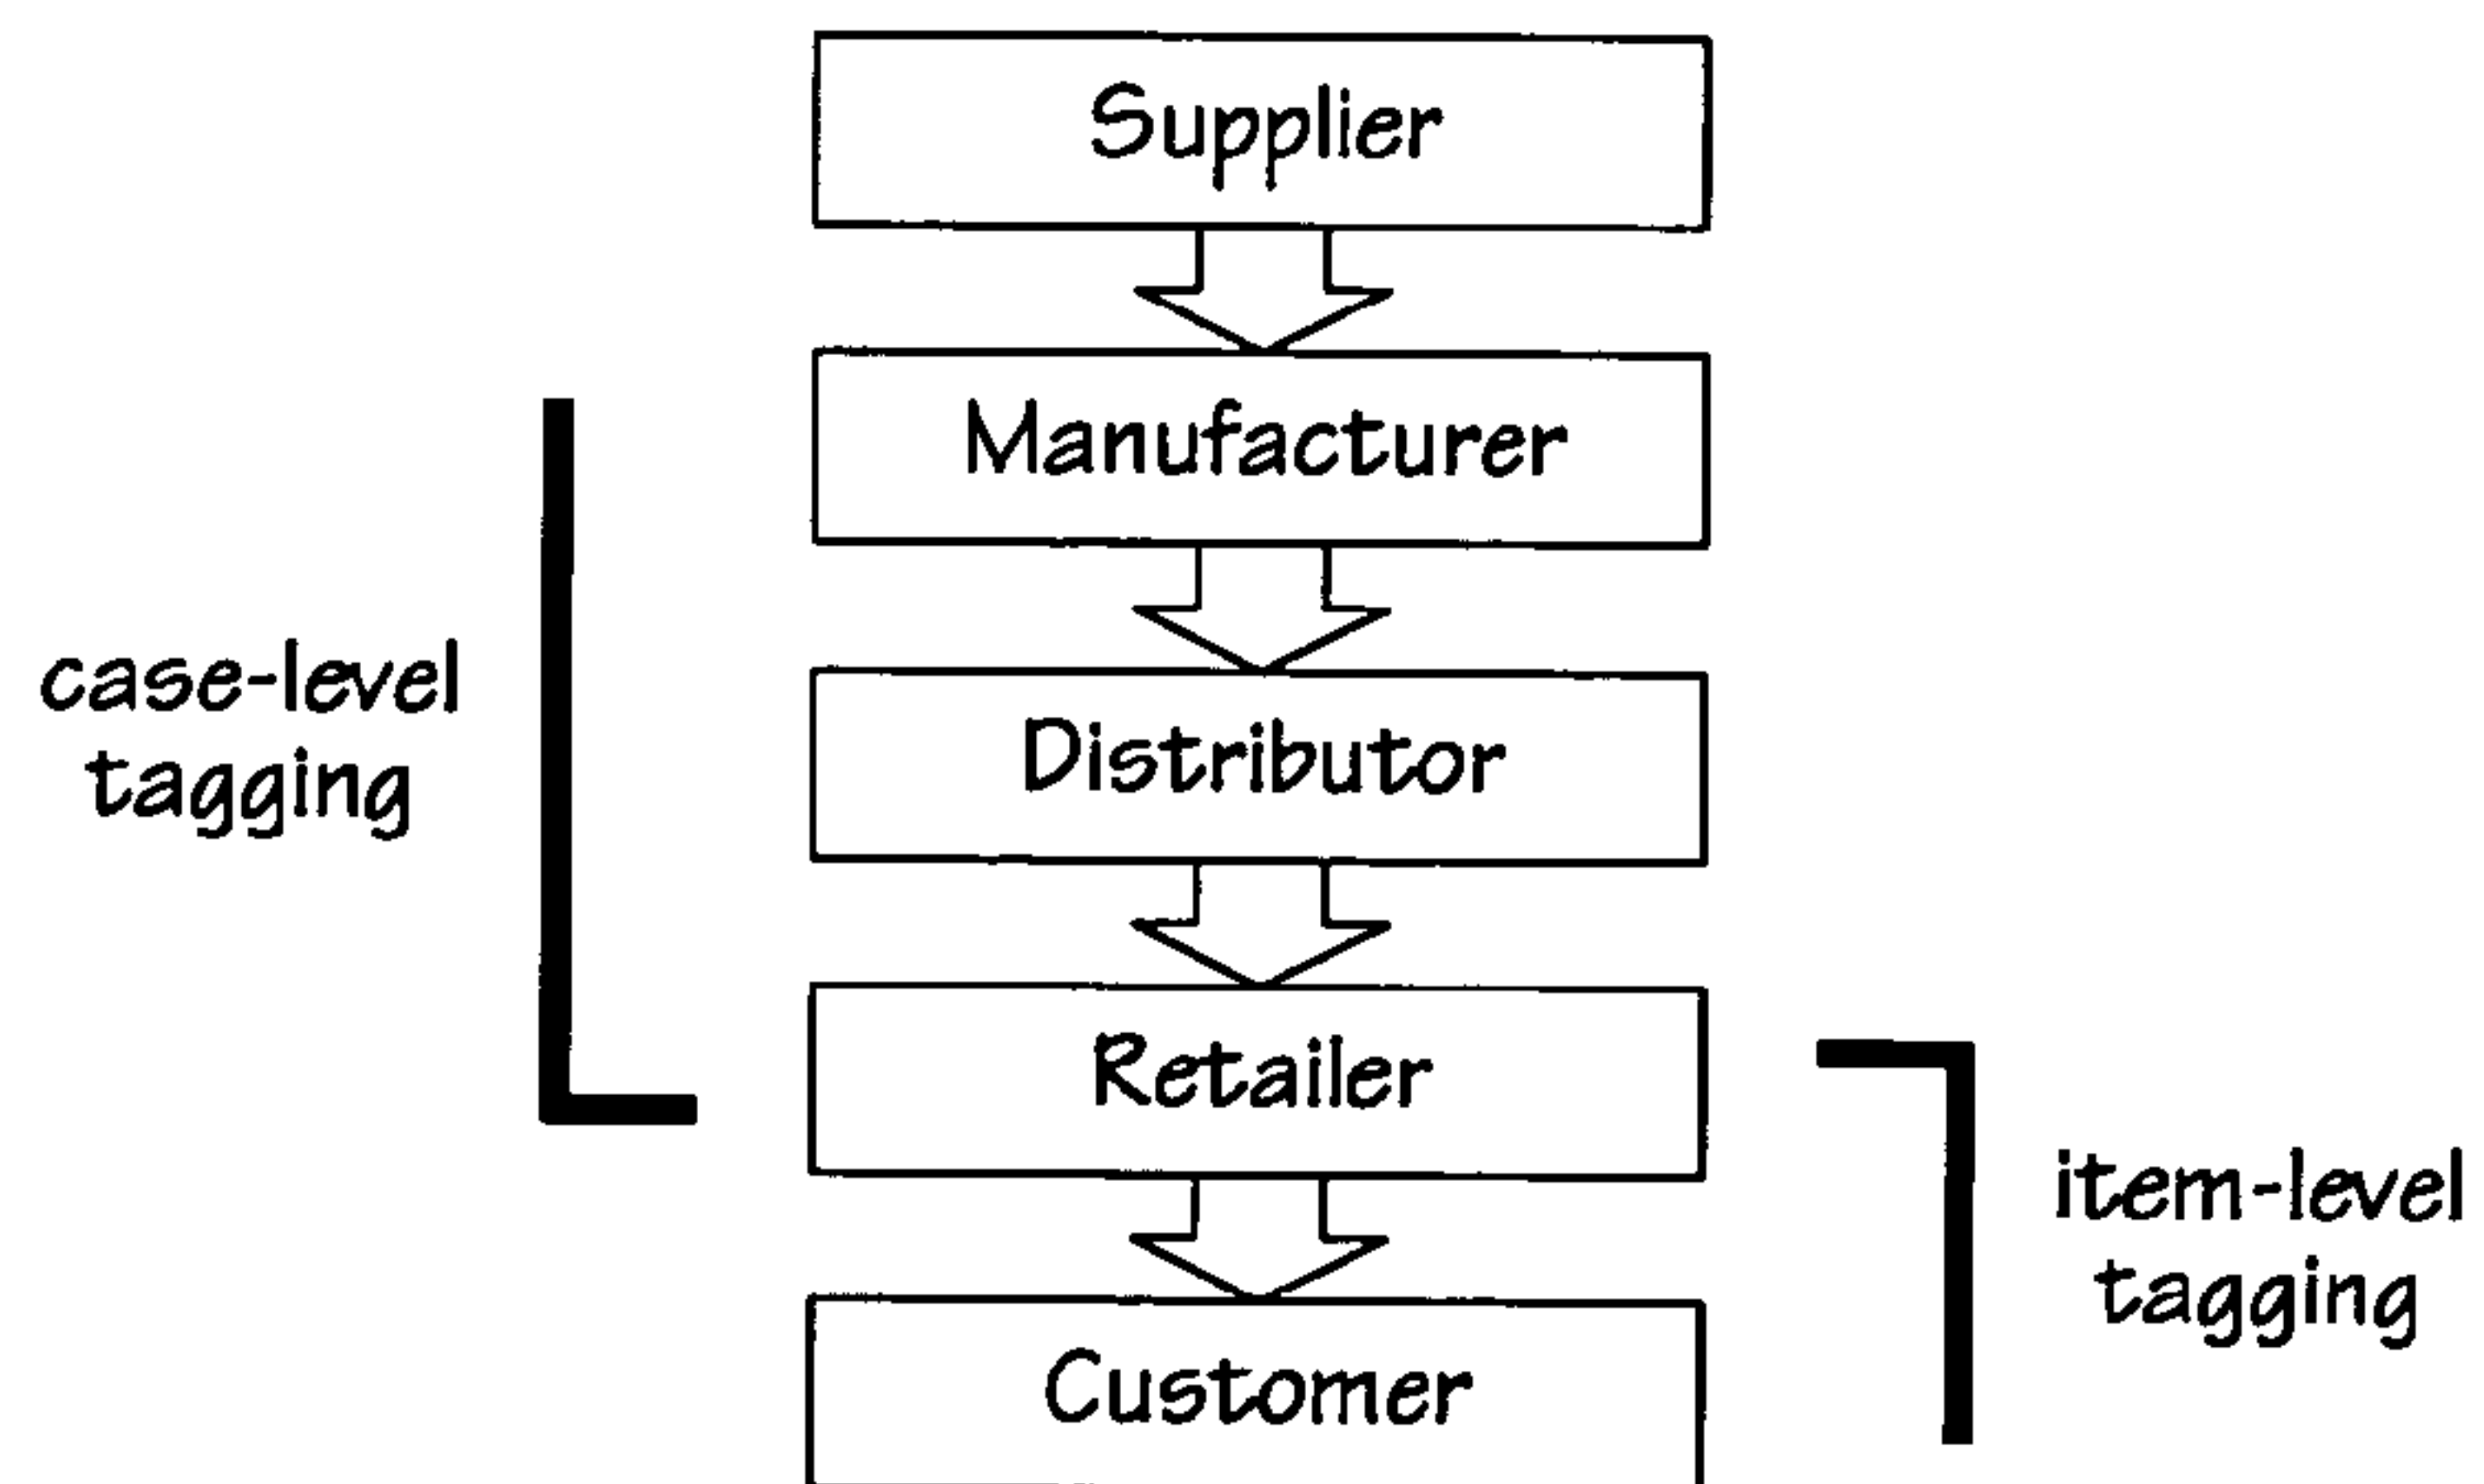 Supplier
Manufacturer
case-level
tagging
Distributor
Retailer
item-level
tagging
Customer